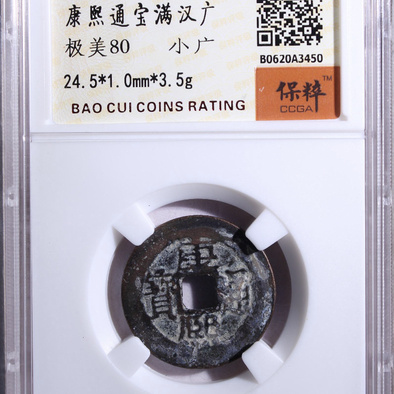 康熙通宝满汉广
极美80 小广
24.5*1.0mm*3.5g
BAO CUI COINS RATING
B0620A3450
保粹
TM
CCGA
康熙通寶